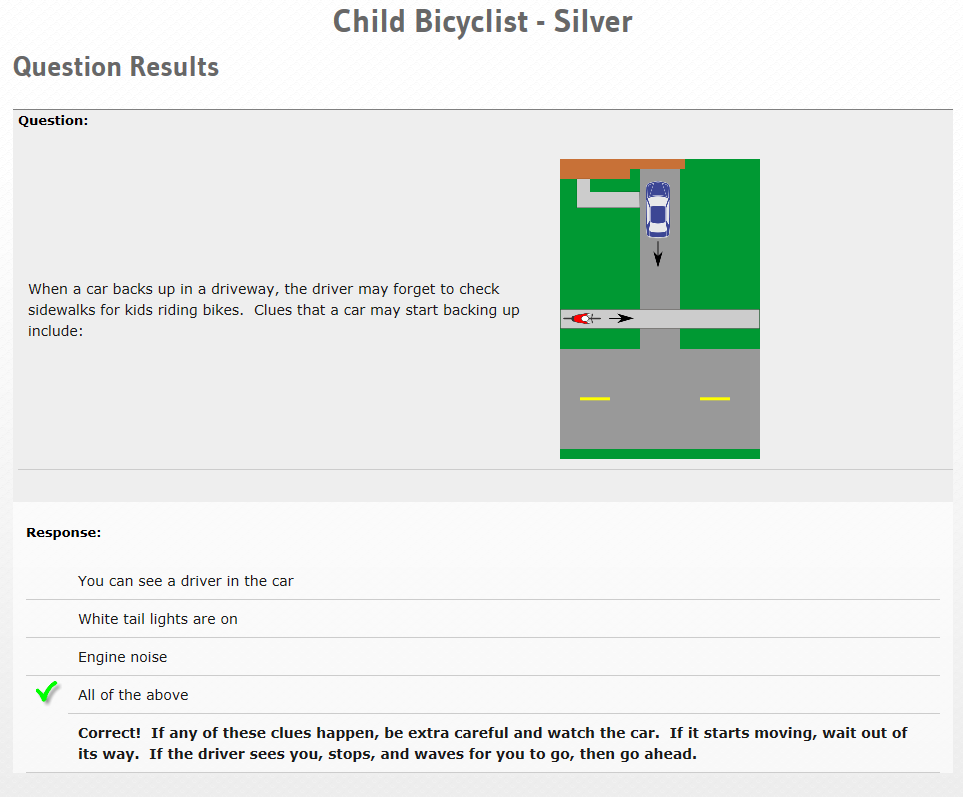 Child Bicyclist - Silver
Question Results
Question:
When a car backs up in a driveway, the driver may forget to check
sidewalks for kids riding bikes.  Clues that a car may start backing up
include:
Response:
You can see a driver in the car
White tail lights are on
Engine noise
All of the above
Correct!  If any of these clues happen, be extra careful and watch the car.  If it starts moving, wait out of
its way.  If the driver sees you, stops, and waves for you to go, then go ahead.